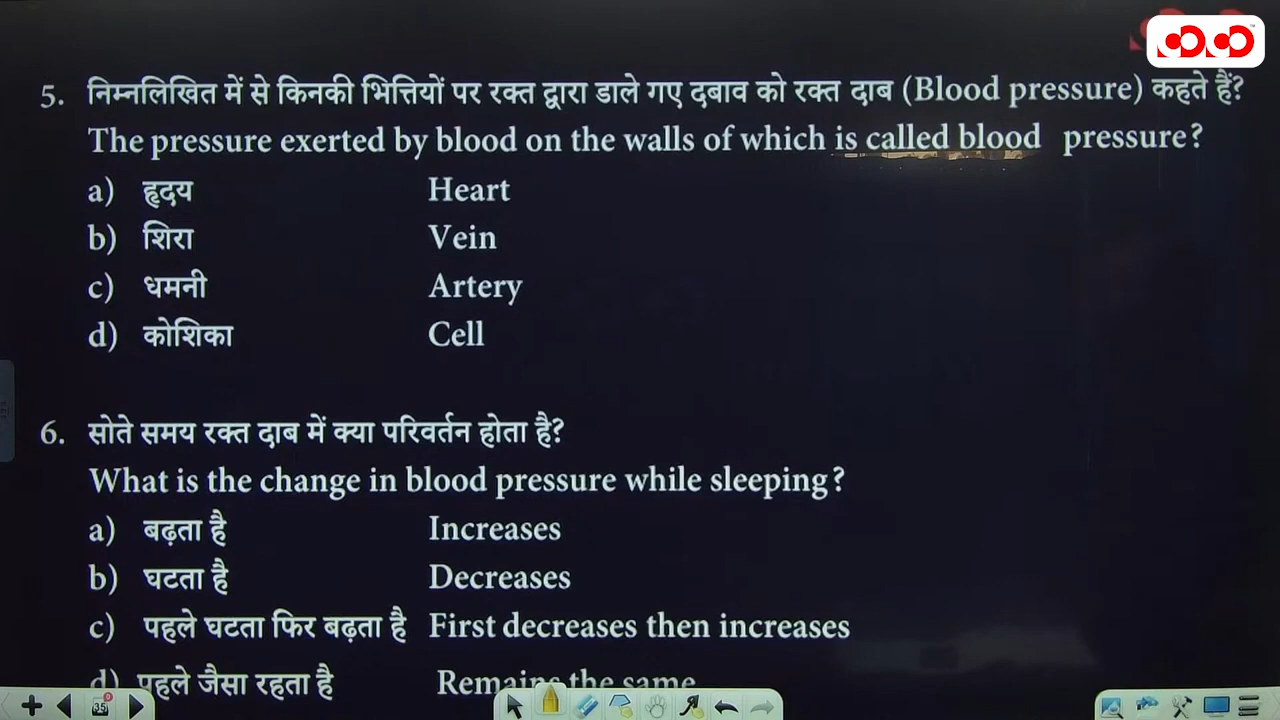 5. निम्नलिखित में से किनकी भित्तियों पर रक्त द्वारा डाले गए दबाव को रक्त दाब (Blood pressure) कहते हैं?
The pressure exerted by blood on the walls of which is called blood pressure?
a) हृदय Heart
b) शिरा Vein
c) धमनी Artery
d) कोशिका Cell
6. सोते समय रक्त दाब में क्या परिवर्तन होता है?
What is the change in blood pressure while sleeping?
a) बढ़ता है Increases
b) घटता है Decreases
c) पहले घटता फिर बढ़ता है First decreases then increases
d) पहले जैसा रहता है Remains the same
35